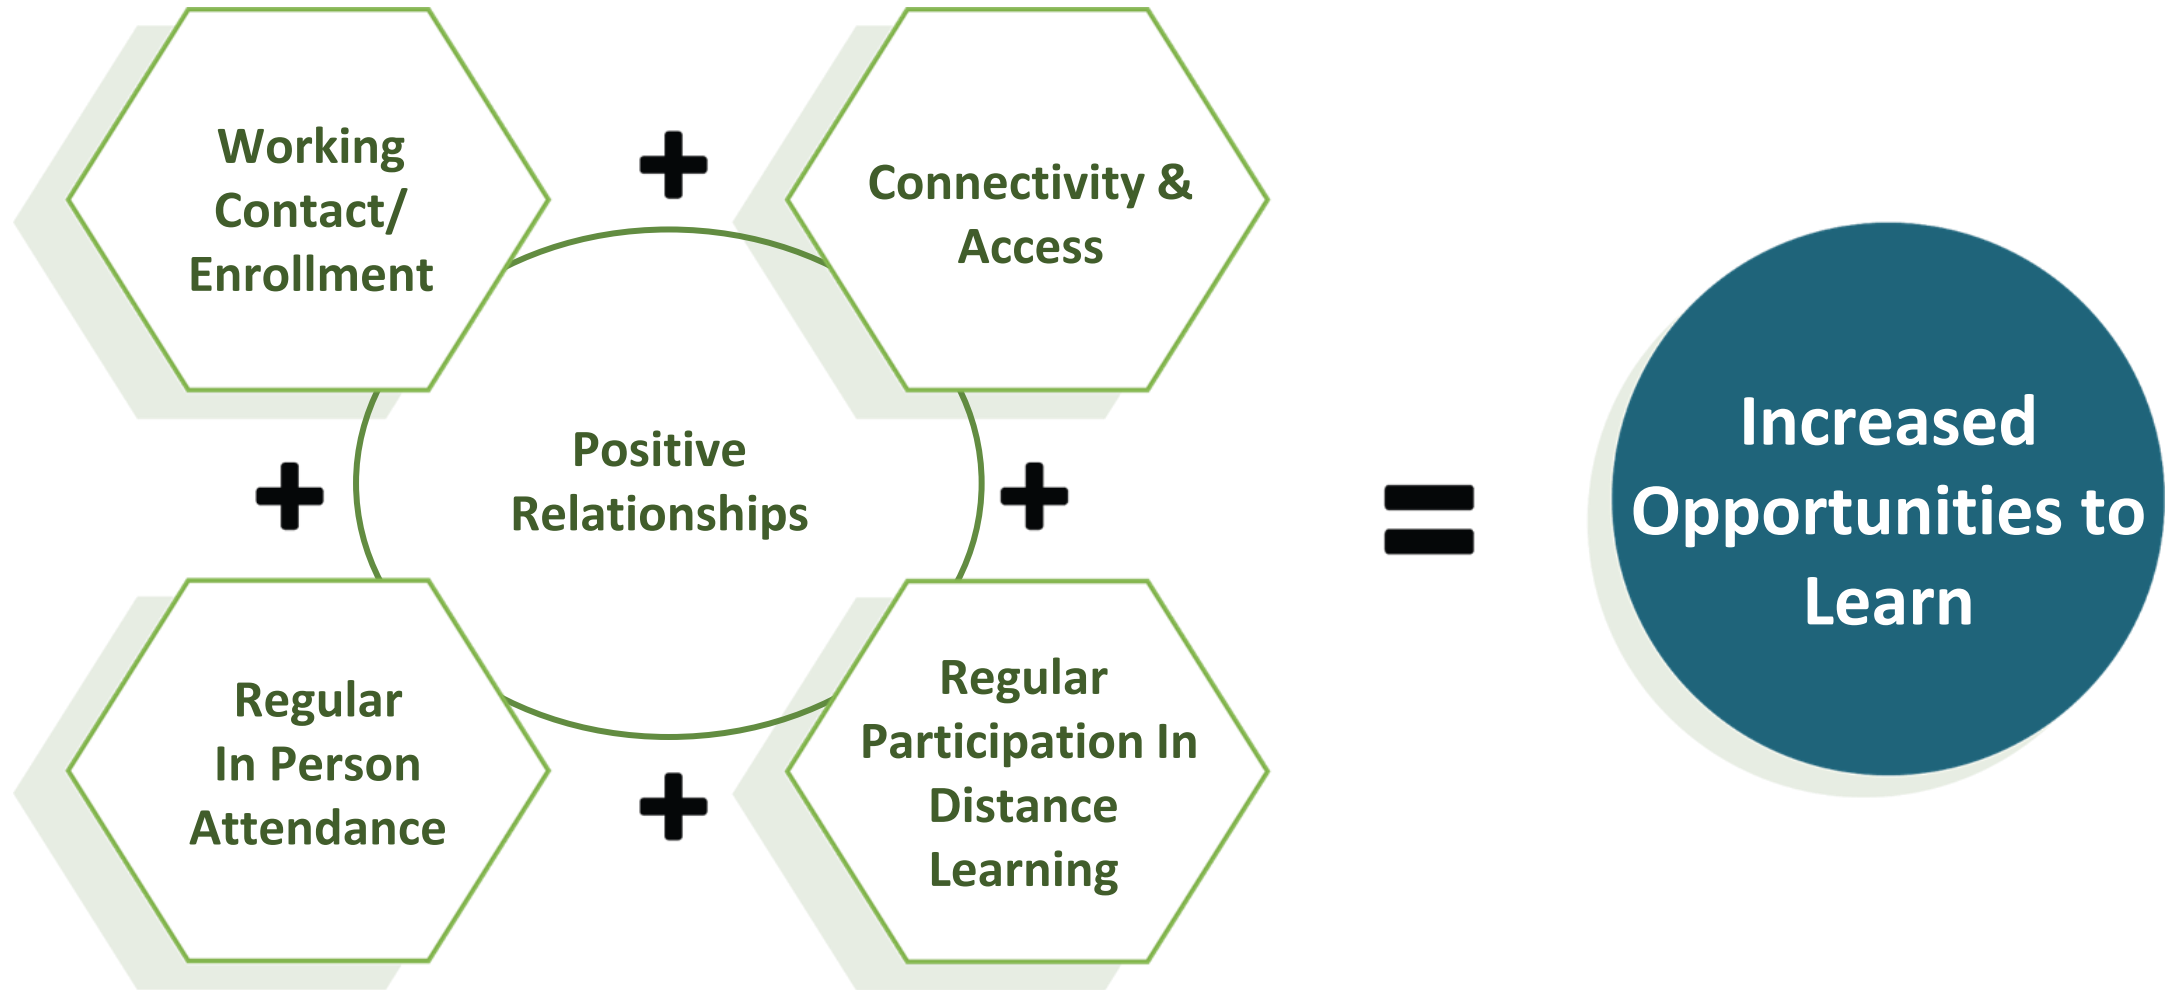 Working
Contact/
Enrollment
+
Connectivity &
Access
+
Positive
Relationships
+
Regular
In Person
Attendance
+
Regular
Participation In
Distance
Learning
=
Increased
Opportunities to
Learn